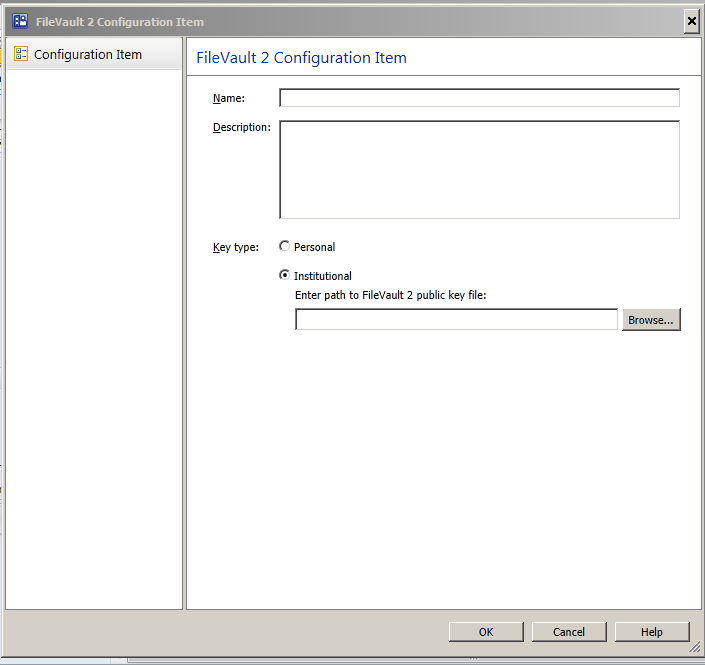 FileVault 2 Configuration Item
Configuration Item
FileVault 2 Configuration Item
Name:
Description:
Key type:
Personal
Institutional
Enter path to FileVault 2 public key file:
Browse...
OK
Cancel
Help